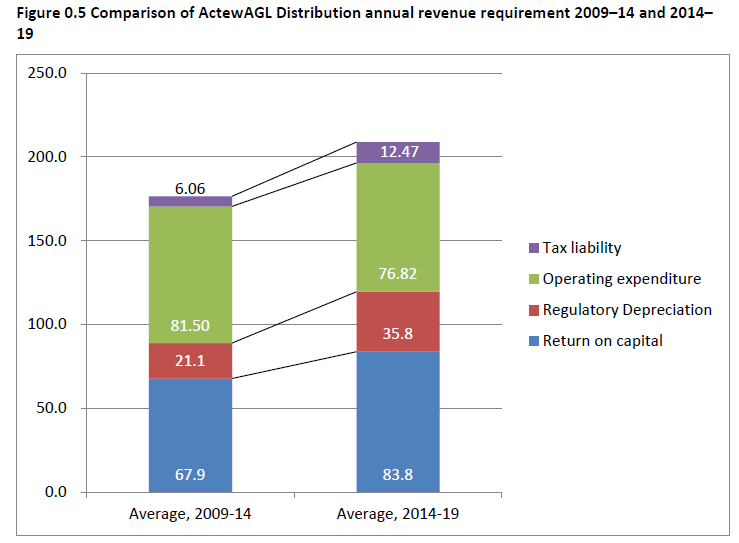 Figure 0.5 Comparison of ActewAGL Distribution annual revenue requirement 2009–14 and 2014–
19
250.0
200.0
150.0
100.0
50.0
0.0
6.06
81.50
21.1
67.9
12.47
76.82
35.8
83.8
Average, 2009-14
Average, 2014-19
Tax liability
Operating expenditure
Regulatory Depreciation
Return on capital